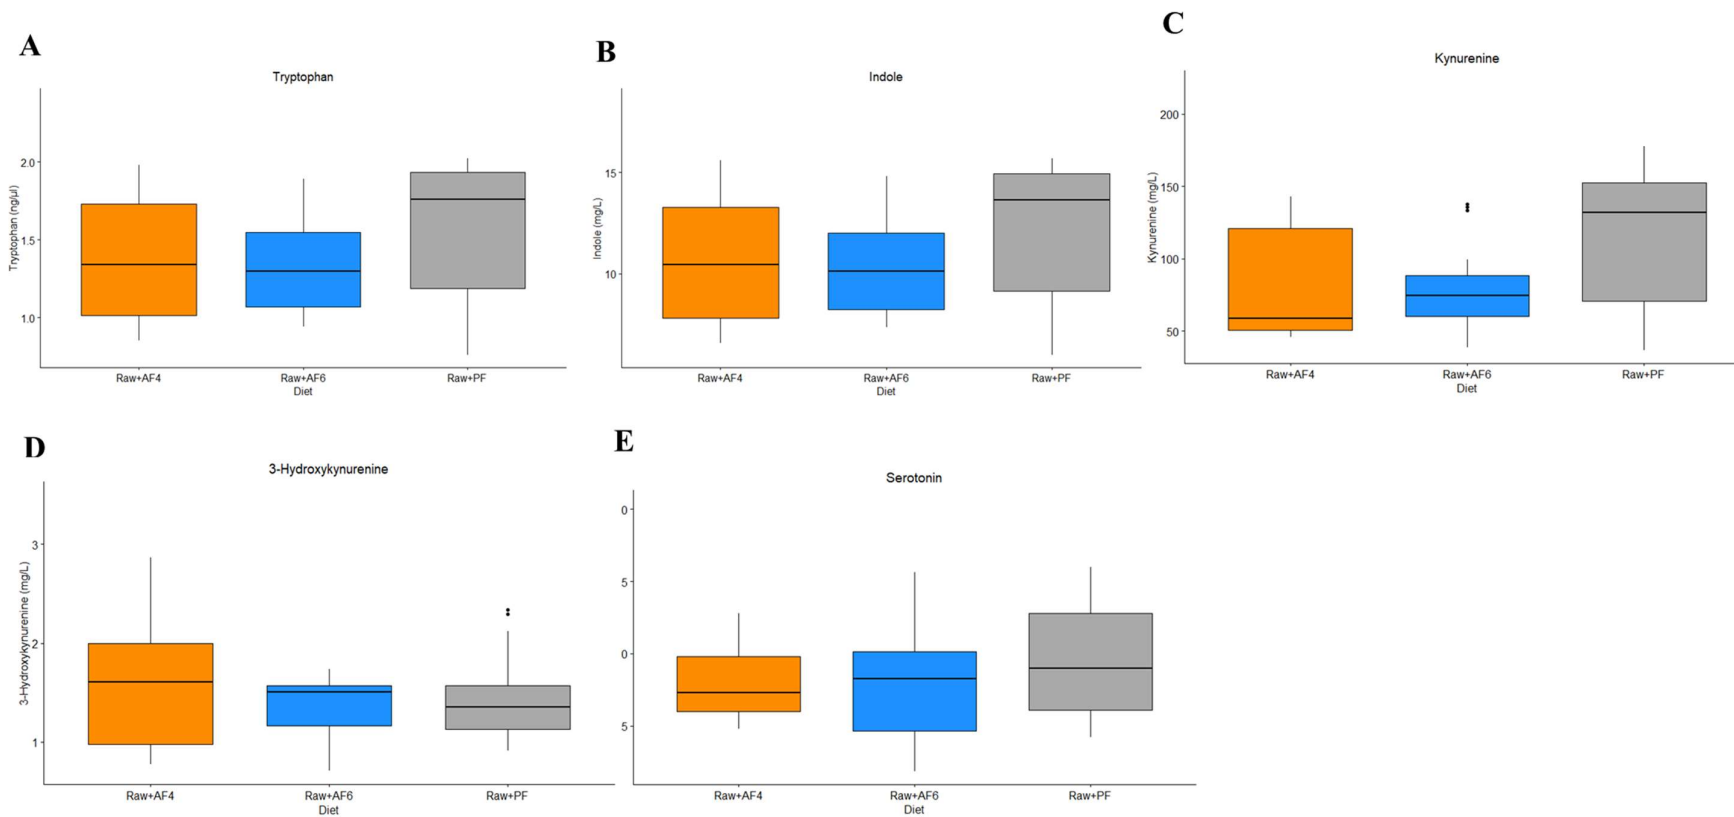 A
Tryptophan
Tryptophan (ng/µl)
2.0
1.5
1.0
Raw+AF4 Raw+AF6 Raw+PF
Diet
B
Indole
Indole (mg/L)
15
10
Raw+AF4 Raw+AF6 Raw+PF
Diet
C
Kynurenine
Kynurenine (mg/L)
200
150
100
50
Raw+AF4 Raw+AF6 Raw+PF
Diet
D
3-Hydroxykynurenine
3-Hydroxykynurenine (mg/L)
3
2
1
Raw+AF4 Raw+AF6 Raw+PF
Diet
E
Serotonin
0
5
0
5
Raw+AF4 Raw+AF6 Raw+PF
Diet